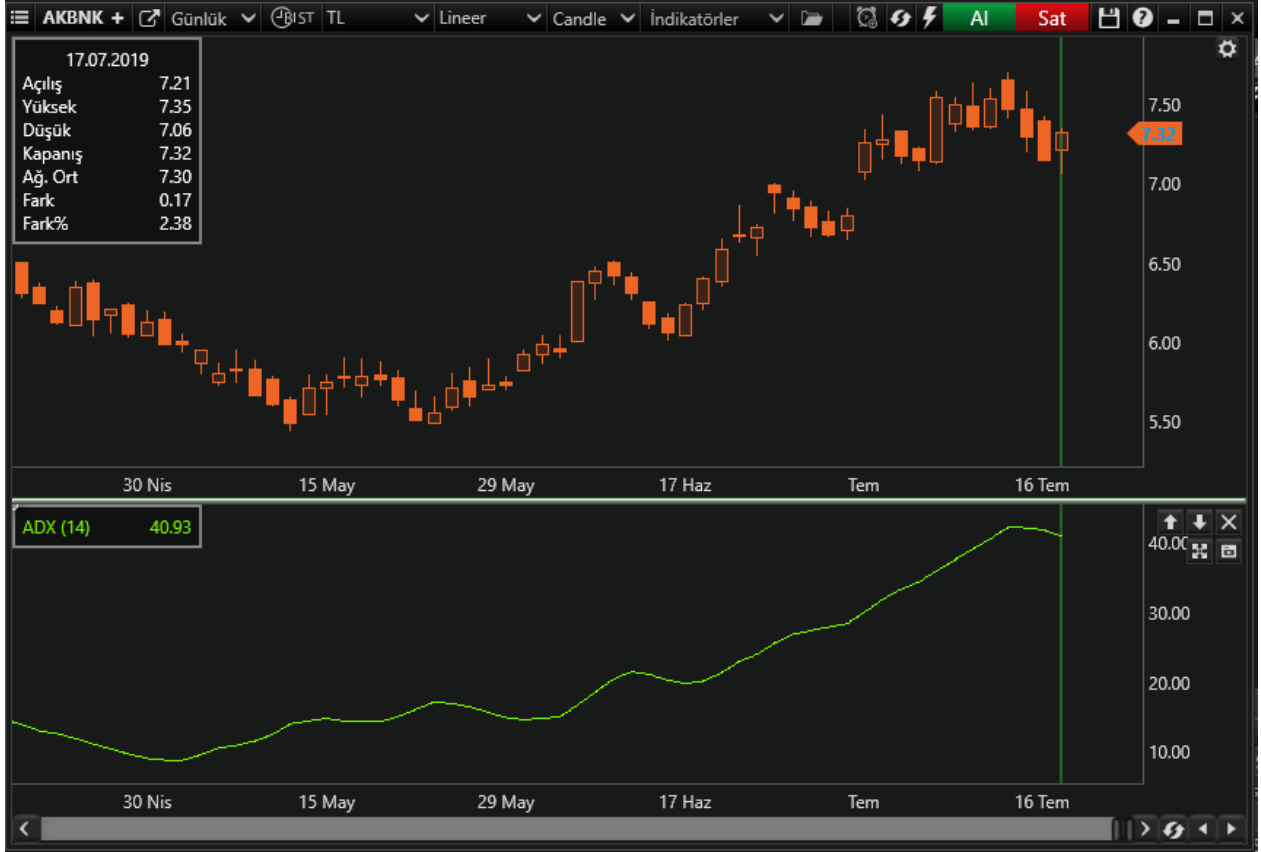 AKBNK + Günlük BIST TL Lineer Candle İndikatörler Al Sat
17.07.2019
Açılış 7.21
Yüksek 7.35
Düşük 7.06
Kapanış 7.32
Ağ. Ort 7.30
Fark 0.17
Fark% 2.38
7.50
7.32
7.00
6.50
6.00
5.50
30 Nis 15 May 29 May 17 Haz Tem 16 Tem
ADX (14) 40.93
40.00
30.00
20.00
10.00
30 Nis 15 May 29 May 17 Haz Tem 16 Tem